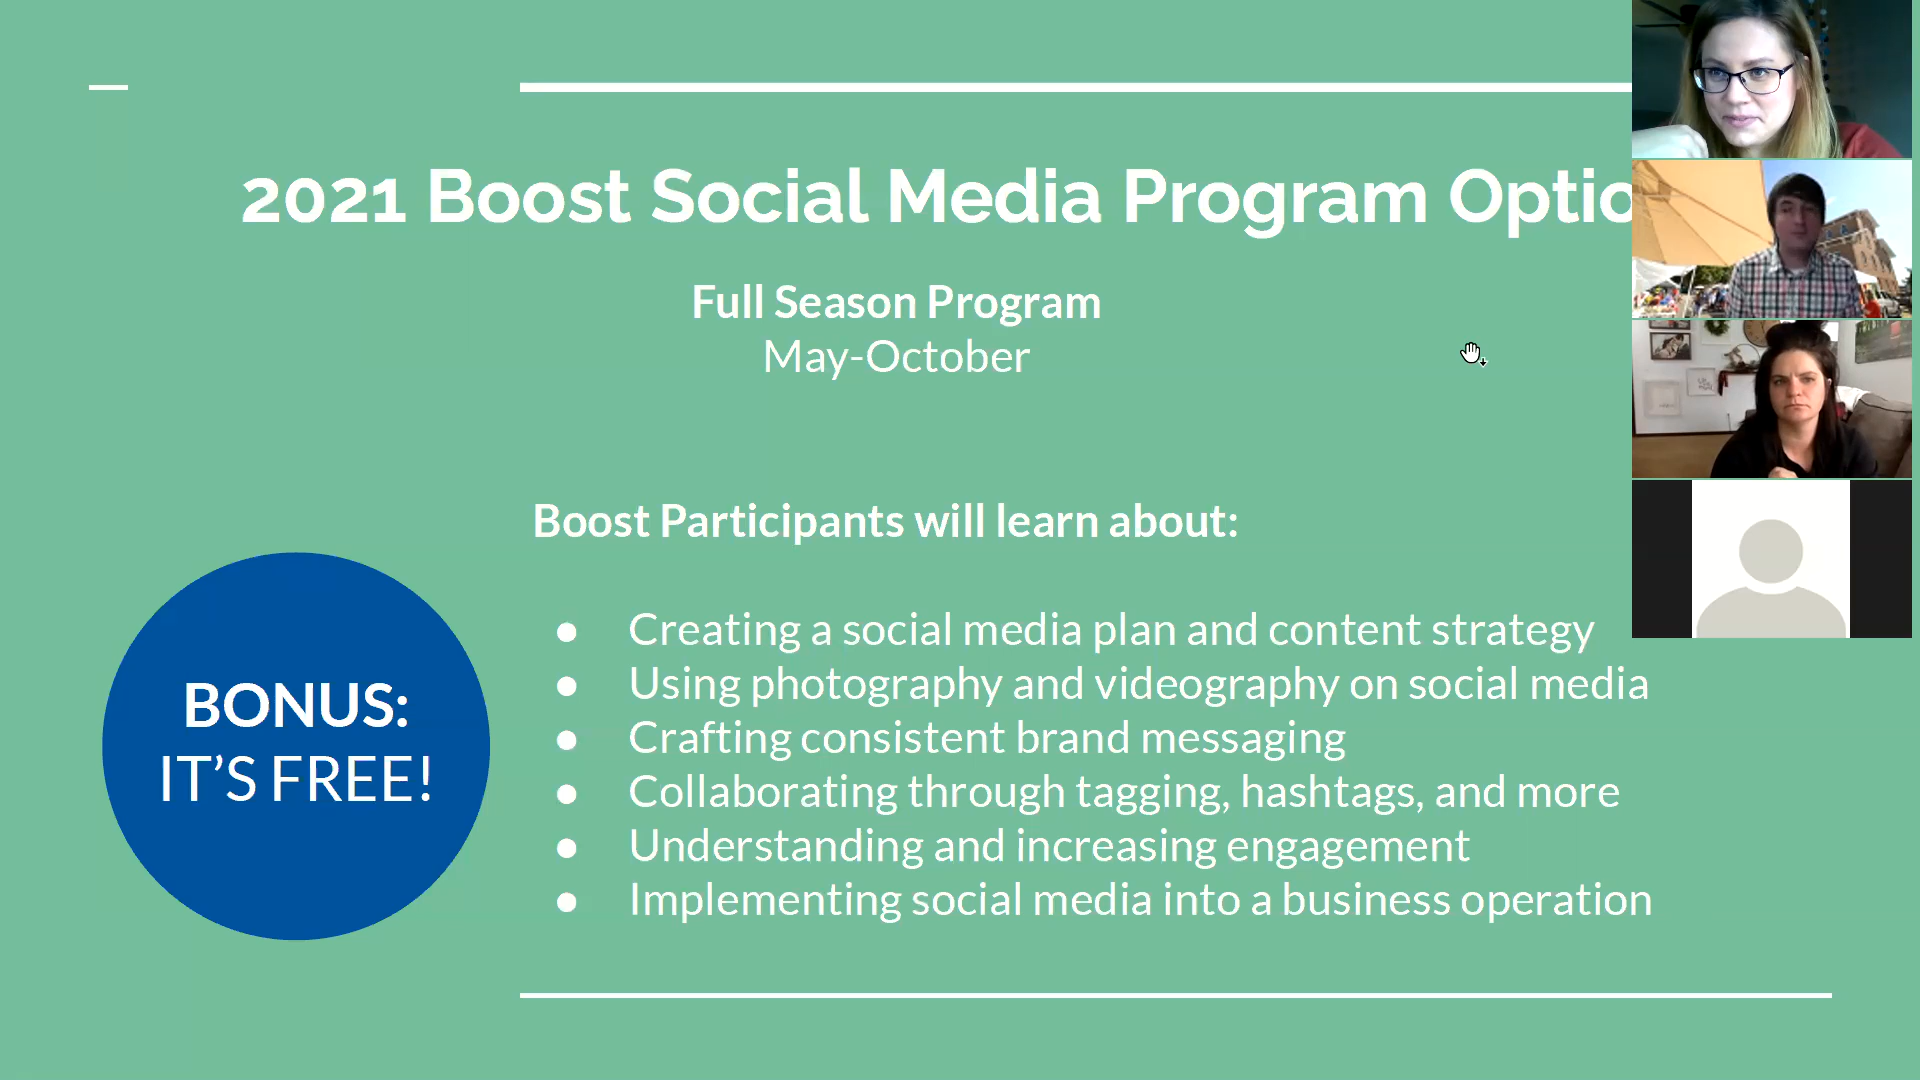 2021 Boost Social Media Program Optio
Full Season Program
May-October
Boost Participants will learn about:
● Creating a social media plan and content strategy
● Using photography and videography on social media
● Crafting consistent brand messaging
● Collaborating through tagging, hashtags, and more
● Understanding and increasing engagement
● Implementing social media into a business operation
BONUS:
IT’S FREE!